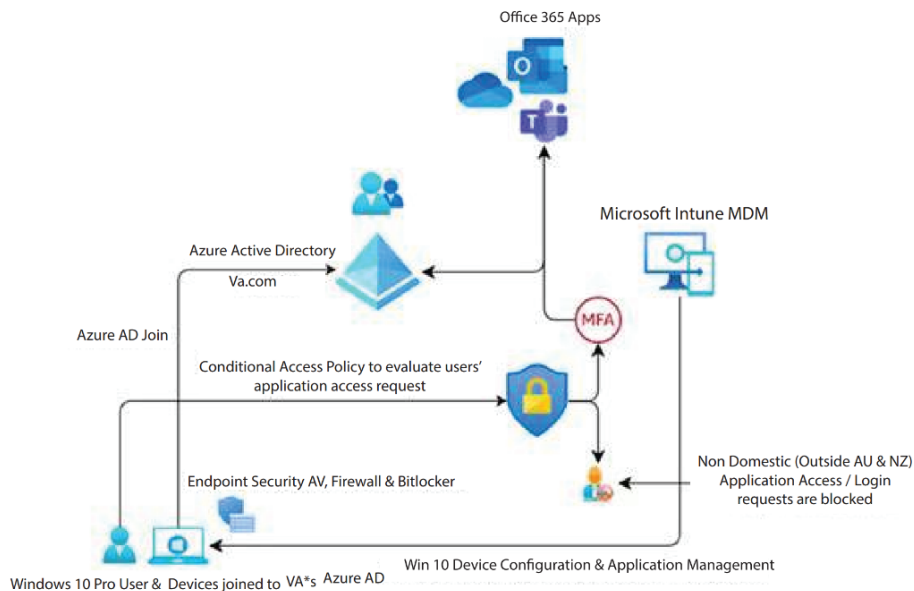 Office 365 Apps
Microsoft Intune MDM
Azure Active Directory
Va.com
MFA
Azure AD Join
Conditional Access Policy to evaluate users'
application access request
Non Domestic (Outside AU & NZ)
Application Access / Login
requests are blocked
Endpoint Security AV, Firewall & Bitlocker
Win 10 Device Configuration & Application Management
Windows 10 Pro User & Devices joined to VA*s Azure AD